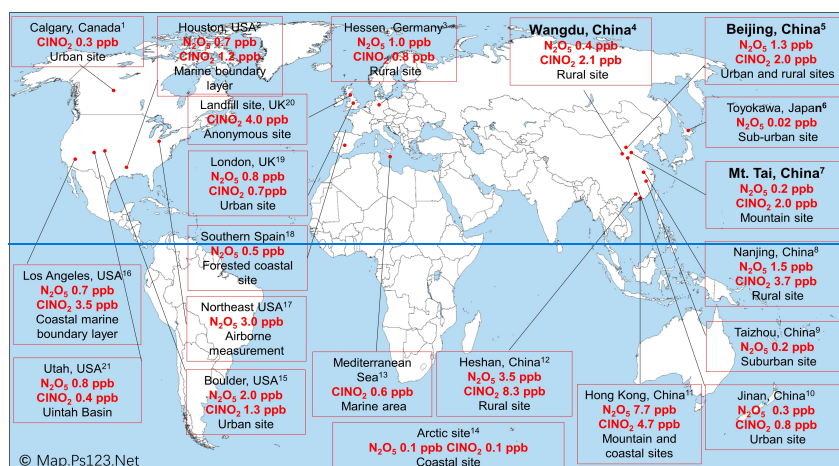 Calgary, Canada¹
ClNO₂ 0.3 ppb
Urban site
Houston, USA²
N₂O₅ 0.7 ppb
ClNO₂ 1.2 ppb
Marine boundary
layer
Hessen, Germany³
N₂O₅ 1.0 ppb
ClNO₂ 0.8 ppb
Rural site
Wangdu, China⁴
N₂O₅ 0.4 ppb
ClNO₂ 2.1 ppb
Rural site
Beijing, China⁵
N₂O₅ 1.3 ppb
ClNO₂ 2.0 ppb
Urban and rural sites
Landfill site, UK²⁰
ClNO₂ 4.0 ppb
Anonymous site
Toyokawa, Japan⁶
N₂O₅ 0.02 ppb
Sub-urban site
London, UK¹⁹
N₂O₅ 0.8 ppb
ClNO₂ 0.7ppb
Urban site
Mt. Tai, China⁷
N₂O₅ 0.2 ppb
ClNO₂ 2.0 ppb
Mountain site
Southern Spain¹⁸
N₂O₅ 0.5 ppb
Forested coastal
site
Nanjing, China⁸
N₂O₅ 1.5 ppb
ClNO₂ 3.7 ppb
Rural site
Los Angeles, USA¹⁶
N₂O₅ 0.7 ppb
ClNO₂ 3.5 ppb
Coastal marine
boundary layer
Northeast USA¹⁷
N₂O₅ 3.0 ppb
Airborne
measurement
Taizhou, China⁹
N₂O₅ 0.2 ppb
Suburban site
Utah, USA²¹
N₂O₅ 0.8 ppb
ClNO₂ 0.4 ppb
Uintah Basin
Boulder, USA¹⁵
N₂O₅ 2.0 ppb
ClNO₂ 1.3 ppb
Urban site
Mediterranean
Sea¹³
ClNO₂ 0.6 ppb
Marine area
Heshan, China¹²
N₂O₅ 3.5 ppb
ClNO₂ 8.3 ppb
Rural site
Hong Kong, China¹¹
N₂O₅ 7.7 ppb
ClNO₂ 4.7 ppb
Mountain and
coastal sites
Jinan, China¹⁰
N₂O₅ 0.3 ppb
ClNO₂ 0.8 ppb
Urban site
Arctic site¹⁴
N₂O₅ 0.1 ppb ClNO₂ 0.1 ppb
Coastal site
© Map.Ps123.Net